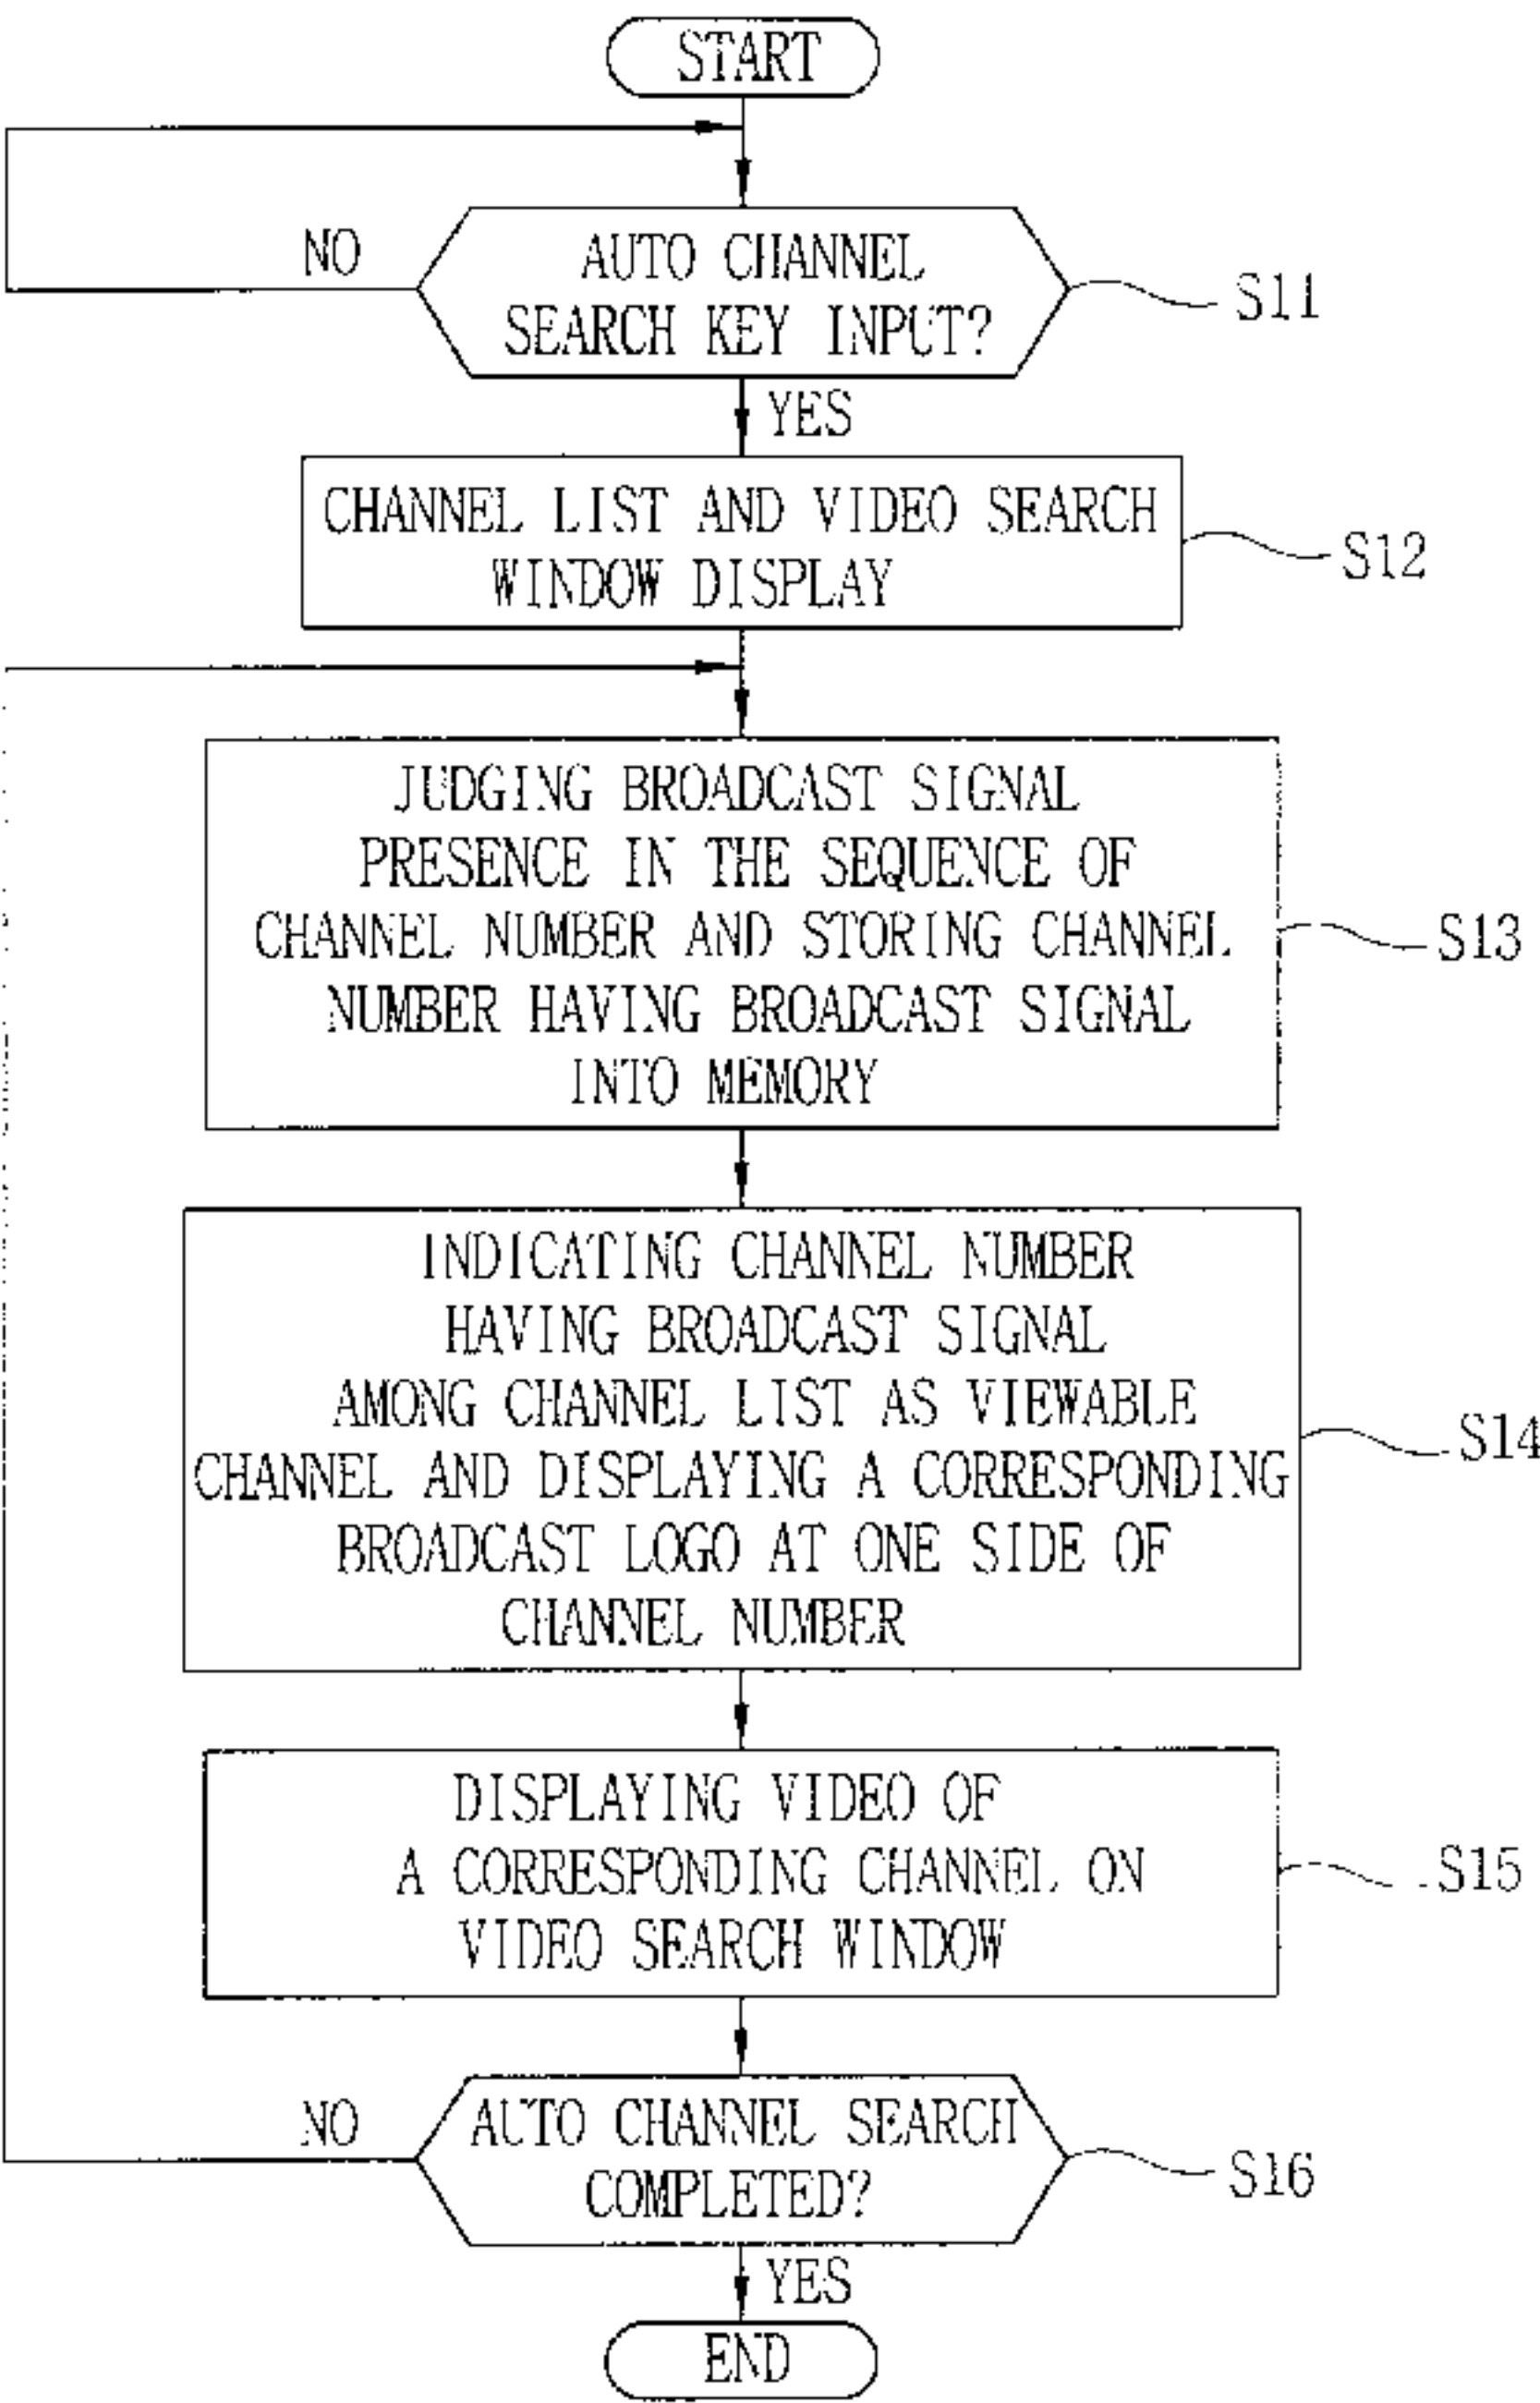 START
NO
AUTO CHANNEL
SEARCH KEY INPUT?
S11
YES
CHANNEL LIST AND VIDEO SEARCH
WINDOW DISPLAY
S12
JUDGING BROADCAST SIGNAL
PRESENCE IN THE SEQUENCE OF
CHANNEL NUMBER AND STORING CHANNEL
NUMBER HAVING BROADCAST SIGNAL
INTO MEMORY
S13
INDICATING CHANNEL NUMBER
HAVING BROADCAST SIGNAL
AMONG CHANNEL LIST AS VIEWABLE
CHANNEL AND DISPLAYING A CORRESPONDING
BROADCAST LOGO AT ONE SIDE OF
CHANNEL NUMBER
S14
DISPLAYING VIDEO OF
A CORRESPONDING CHANNEL ON
VIDEO SEARCH WINDOW
S15
NO
AUTO CHANNEL SEARCH
COMPLETED?
S16
YES
END